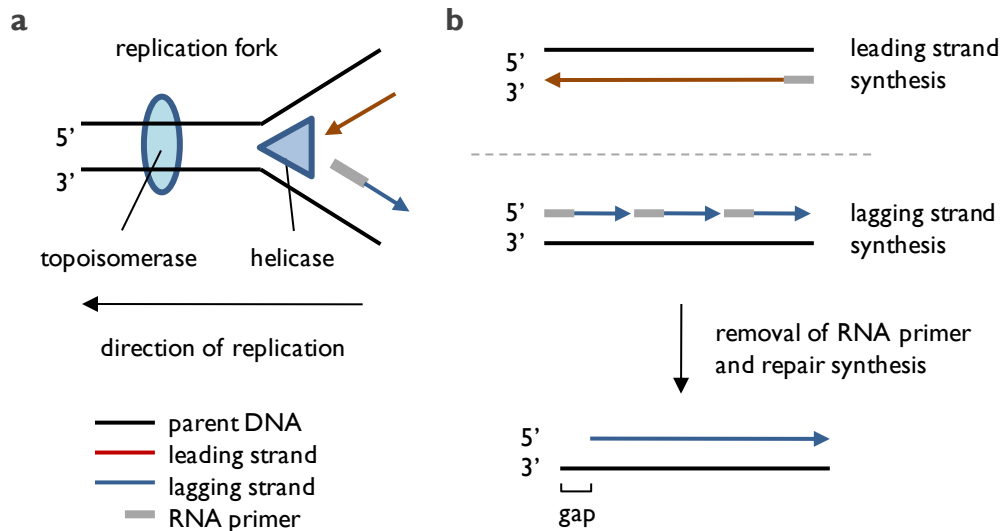 a
replication fork
5’
3’
topoisomerase
helicase
direction of replication
parent DNA
leading strand
lagging strand
RNA primer
b
5’
3’
leading strand
synthesis
5’
3’
lagging strand
synthesis
removal of RNA primer
and repair synthesis
5’
3’
gap